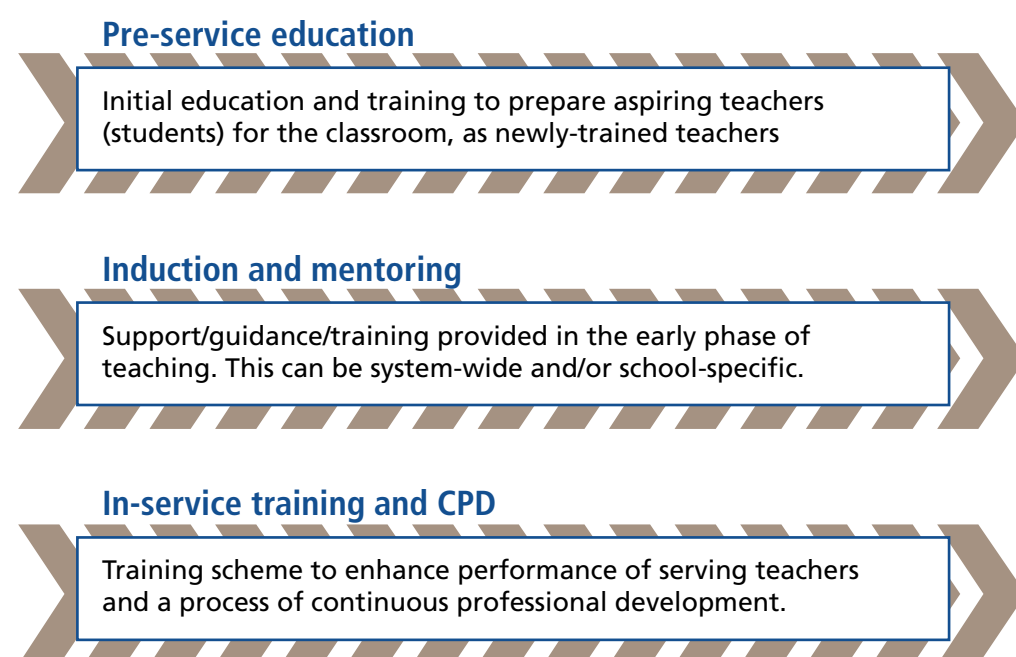 Pre-service education
Initial education and training to prepare aspiring teachers
(students) for the classroom, as newly-trained teachers
Induction and mentoring
Support/guidance/training provided in the early phase of
teaching. This can be system-wide and/or school-specific.
In-service training and CPD
Training scheme to enhance performance of serving teachers
and a process of continuous professional development.